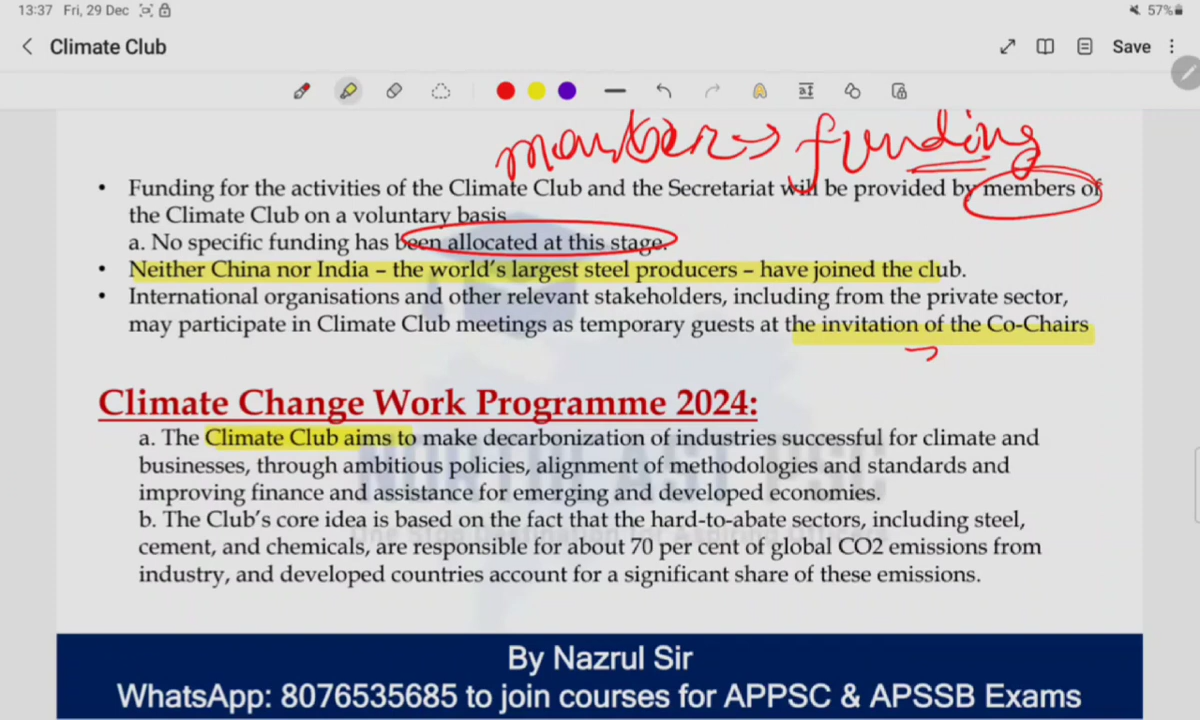 13:37 Fri, 29 Dec 57%
Climate Club Save
funding
• Funding for the activities of the Climate Club and the Secretariat will be provided by members of
the Climate Club on a voluntary basis
a. No specific funding has been allocated at this stage.
• Neither China nor India – the world's largest steel producers – have joined the club.
• International organisations and other relevant stakeholders, including from the private sector,
may participate in Climate Club meetings as temporary guests at the invitation of the Co-Chairs
Climate Change Work Programme 2024:
a. The Climate Club aims to make decarbonization of industries successful for climate and
businesses, through ambitious policies, alignment of methodologies and standards and
improving finance and assistance for emerging and developed economies.
b. The Club's core idea is based on the fact that the hard-to-abate sectors, including steel,
cement, and chemicals, are responsible for about 70 per cent of global CO2 emissions from
industry, and developed countries account for a significant share of these emissions.
By Nazrul Sir
WhatsApp: 8076535685 to join courses for APPSC & APSSB Exams